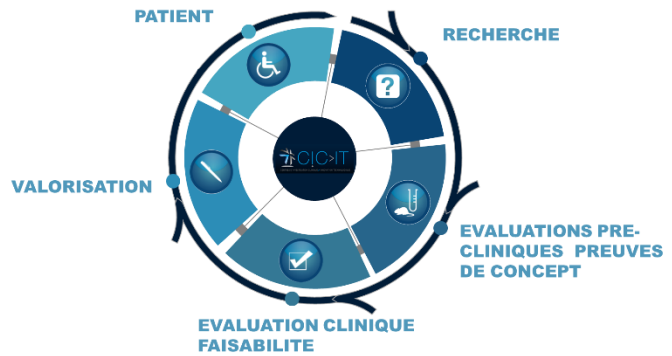 PATIENT
RECHERCHE
?
CIC>IT
VALORISATION
EVALUATIONS PRE-
CLINIQUES PREUVES
DE CONCEPT
EVALUATION CLINIQUE
FAISABILITE